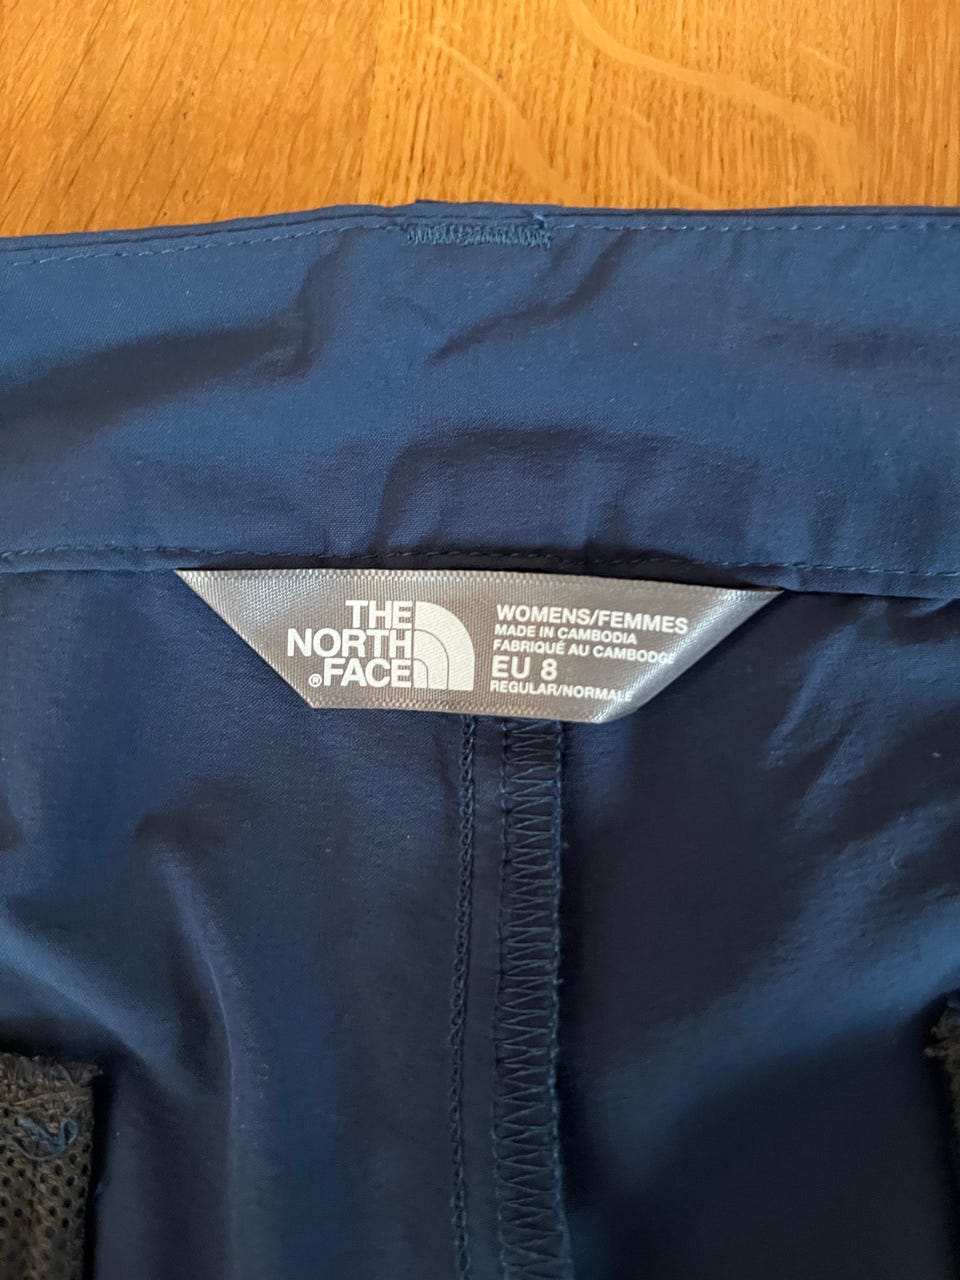 THE
NORTH
® FACE
WOMENS/FEMMES
MADE IN CAMBODIA
FABRIQUÉ AU CAMBODGE
EU 8
REGULAR/NORMALE